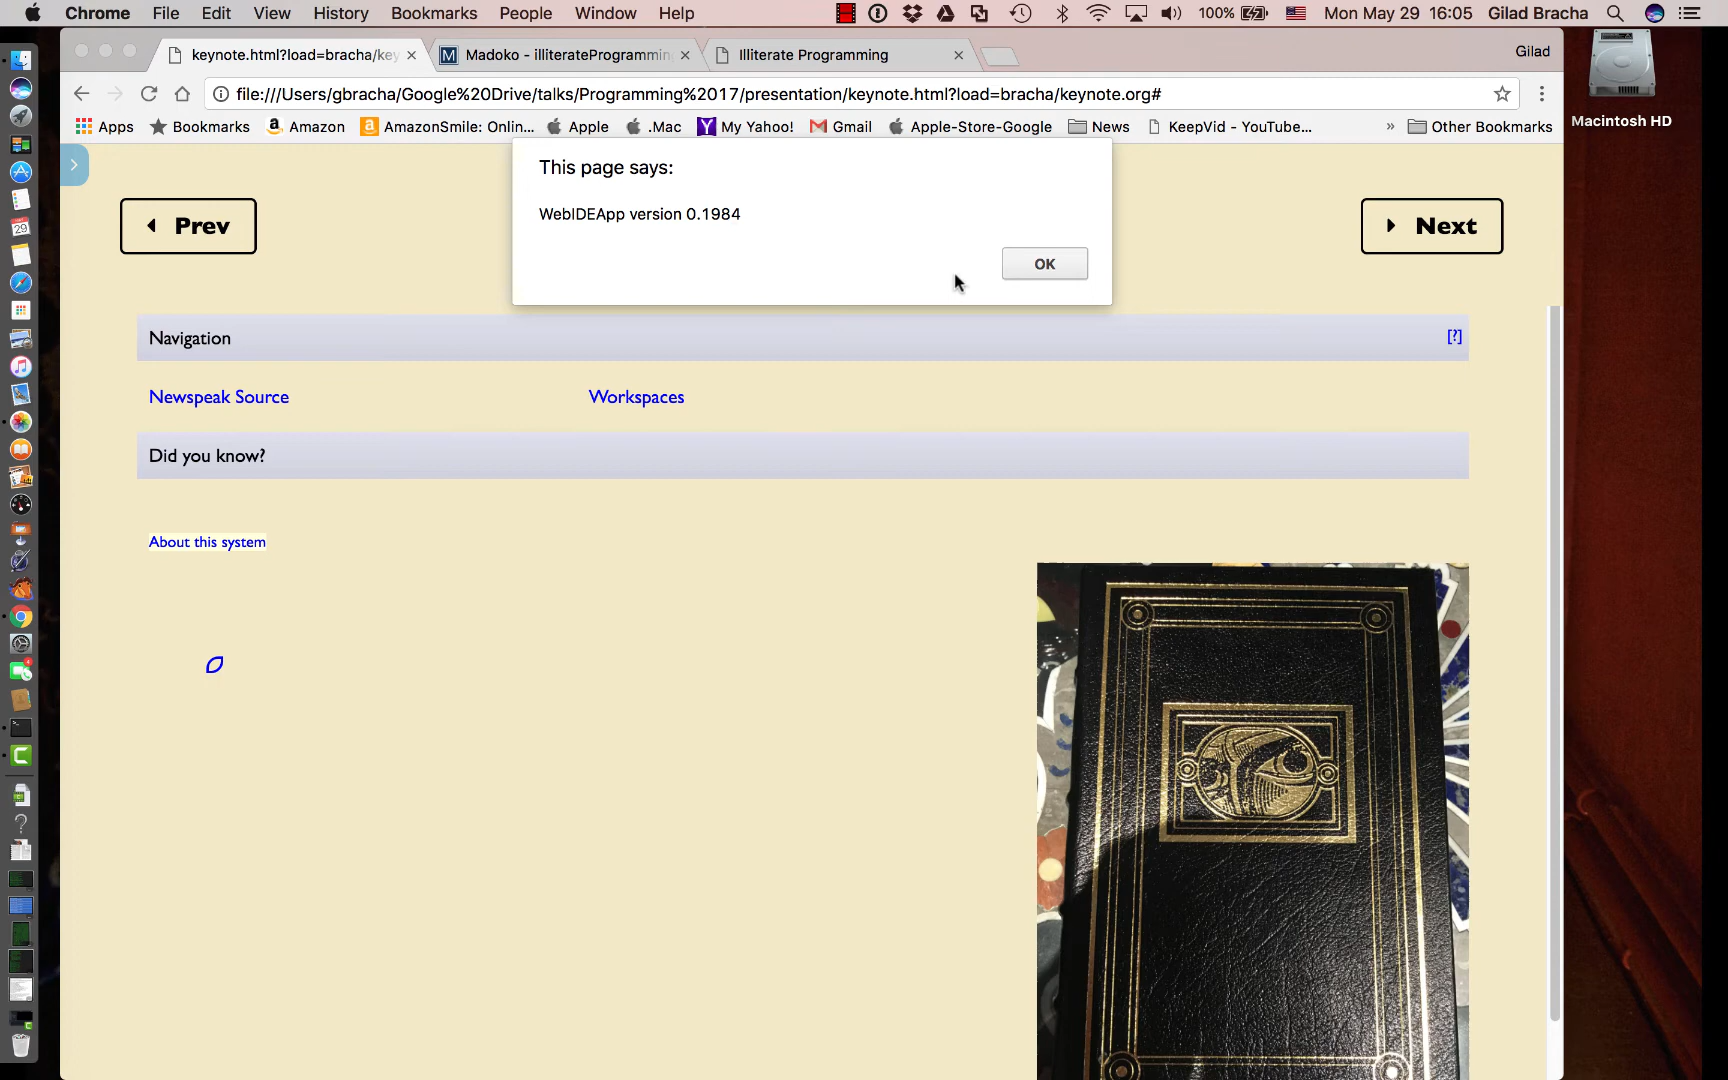 Chrome File Edit View History Bookmarks People Window Help 100% Mon May 29 16:05 Gilad Bracha
keynote.html?load=bracha/key Madoko - illiterateProgrammin Illiterate Programming Gilad
file:///Users/gbracha/Google%20Drive/talks/Programming%2017/presentation/keynote.html?load=bracha/keynote.org#
Macintosh HD
Apps Bookmarks Amazon AmazonSmile: Onlin... Apple .Mac My Yahoo! Gmail Apple-Store-Google News KeepVid - YouTube... » Other Bookmarks
This page says:
WebIDEApp version 0.1984
OK
Prev
Next
Navigation [?]
Newspeak Source Workspaces
Did you know?
About this system